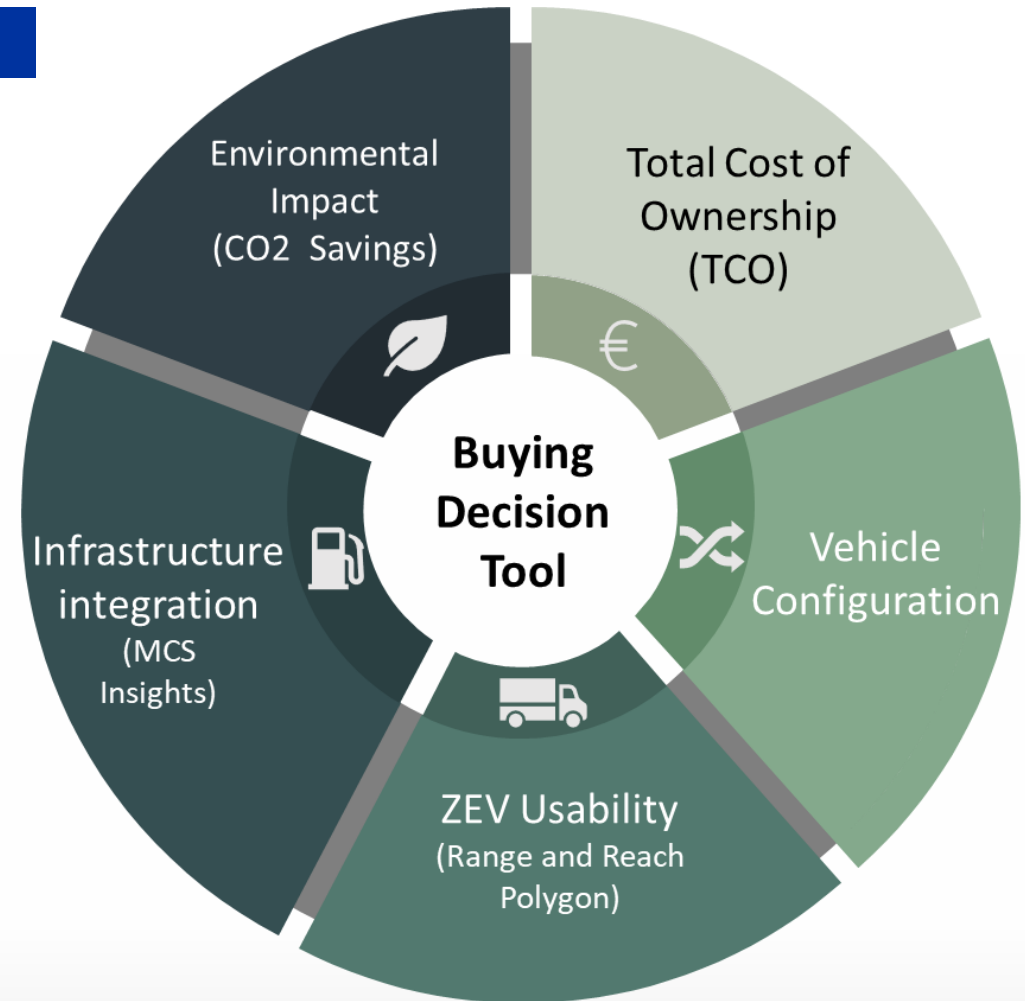 Environmental
Impact
(CO2  Savings)
Total Cost of
Ownership
(TCO)
€
Buying
Decision
Tool
Infrastructure
integration
(MCS
Insights)
Vehicle
Configuration
ZEV Usability
(Range and Reach
Polygon)